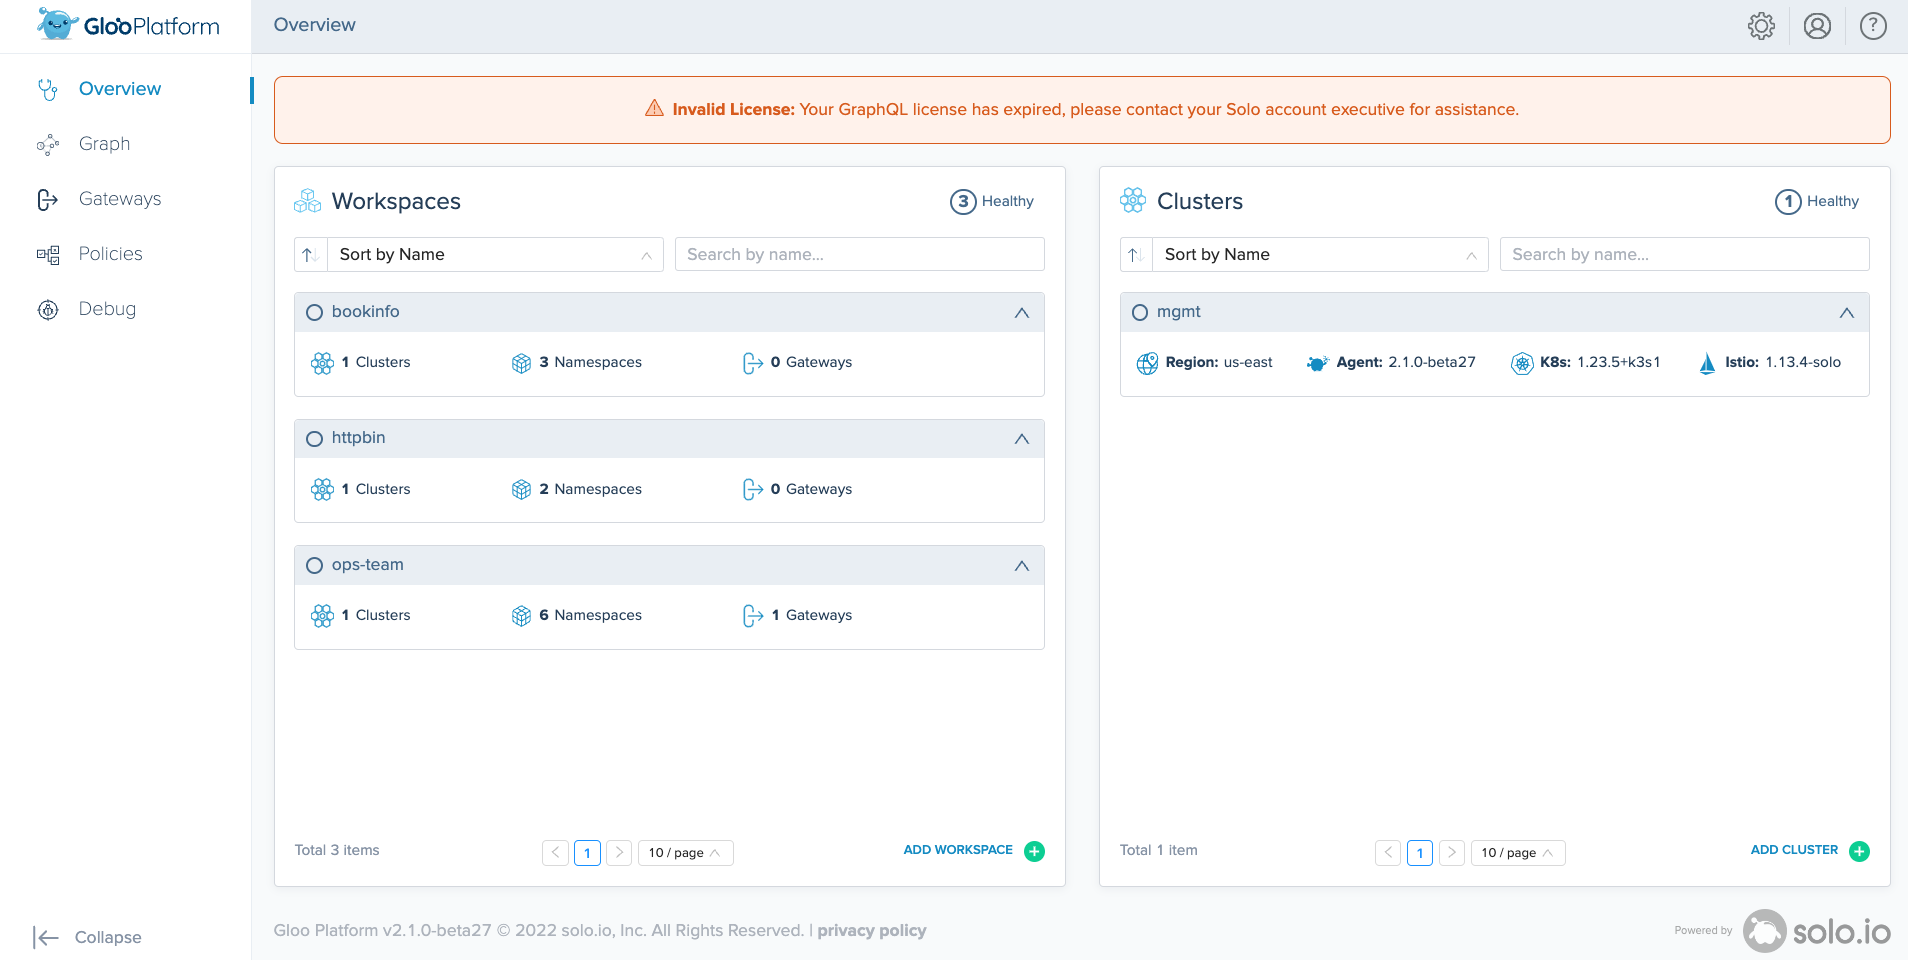 Gloo Platform
Overview
?
Overview
Graph
Gateways
Policies
Debug
Invalid License: Your GraphQL license has expired, please contact your Solo account executive for assistance.
Workspaces
3 Healthy
Sort by Name
Search by name...
bookinfo
1 Clusters
3 Namespaces
0 Gateways
httpbin
1 Clusters
2 Namespaces
0 Gateways
ops-team
1 Clusters
6 Namespaces
1 Gateways
Total 3 items
1
10 / page
ADD WORKSPACE
Clusters
1 Healthy
Sort by Name
Search by name...
mgmt
Region: us-east
Agent: 2.1.0-beta27
K8s: 1.23.5+k3s1
Istio: 1.13.4-solo
Total 1 item
1
10 / page
ADD CLUSTER
Collapse
Gloo Platform v2.1.0-beta27 © 2022 solo.io, Inc. All Rights Reserved. | privacy policy
Powered by
solo.io